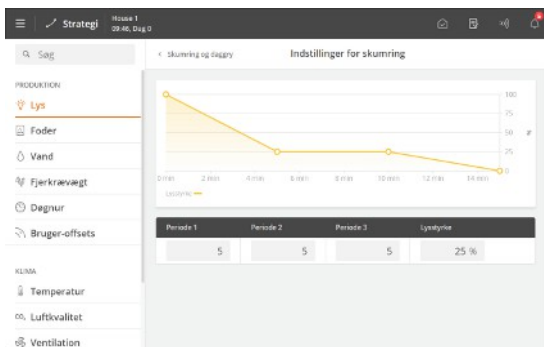 Strategi
House 1
09:46, Dag 0
Søg
Skumring og daggry
Indstillinger for skumring
PRODUKTION
Lys
Foder
Vand
Fjerkrævægt
Døgnur
Bruger-offsets
KLIMA
Temperatur
Luftkvalitet
Ventilation
100
75
50
%
25
0
0 min 2 min 4 min 6 min 8 min 10 min 12 min 14 min
Lysstyrke
Periode 1 Periode 2 Periode 3 Lysstyrke
5 5 5 25 %